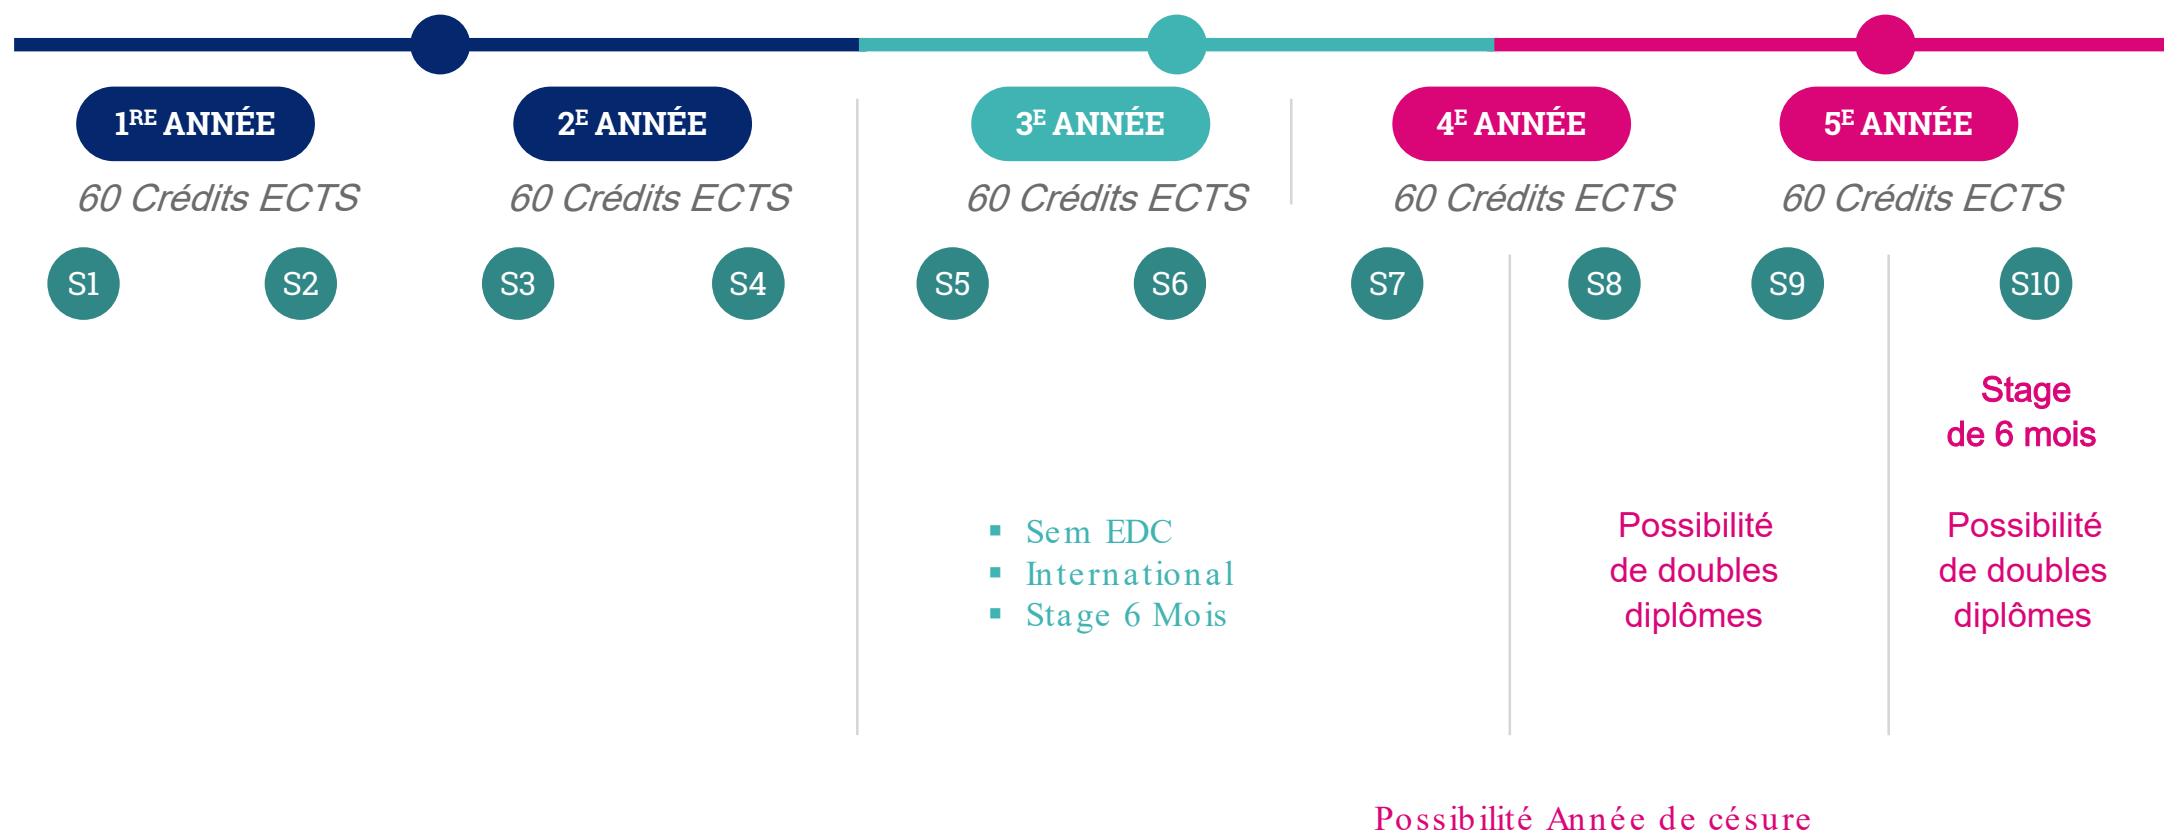 1RE ANNÉE
2E ANNÉE
3E ANNÉE
4E ANNÉE
5E ANNÉE
60 Crédits ECTS
60 Crédits ECTS
60 Crédits ECTS
60 Crédits ECTS
60 Crédits ECTS
S1
S2
S3
S4
S5
S6
S7
S8
S9
S10
Stage
de 6 mois
▪ Sem EDC
▪ International
▪ Stage 6 Mois
Possibilité
de doubles
diplômes
Possibilité
de doubles
diplômes
Possibilité Année de césure